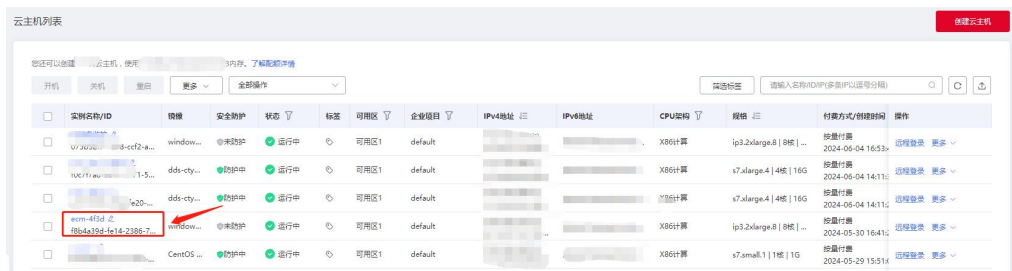 云主机列表
创建云主机
您还可以创建 云主机，使用 内存。了解配额详情
开机 关机 重启 更多 全部操作 筛选标签 请输入名称/ID/IP(多条IP以逗号分隔)
实例名称/ID 镜像 安全防护 状态 标签 可用区 企业项目 IPv4地址 IPv6地址 CPU架构 规格 付费方式/创建时间 操作
window... 未防护 运行中 可用区1 default X86计算 ip3.2xlarge.8 | 8核 | ... 按量付费
-ccf2-a... 2024-06-04 16:53: 远程登录 更多
dds-cty... 防护中 运行中 可用区1 default X86计算 s7.xlarge.4 | 4核 | 16G 按量付费
1-5... 2024-06-04 14:11: 远程登录 更多
dds-cty... 防护中 运行中 可用区1 default X86计算 s7.xlarge.4 | 4核 | 16G 按量付费
fe20-... 2024-06-04 14:11: 远程登录 更多
ecm-4f3d window... 未防护 运行中 可用区1 default X86计算 ip3.2xlarge.8 | 8核 | ... 按量付费
f8b4a39d-fe14-2386-7... 2024-05-30 16:41: 远程登录 更多
CentOS ... 防护中 运行中 可用区1 default X86计算 s7.small.1 | 1核 | 1G 按量付费
2024-05-29 15:51: 远程登录 更多